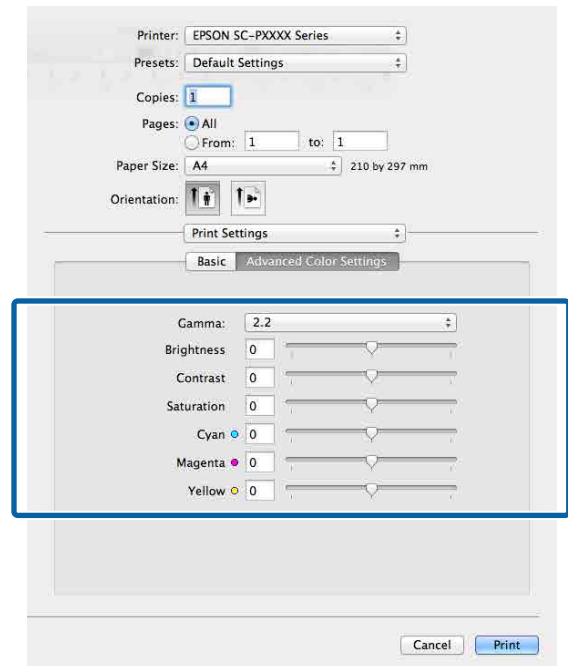 Printer: EPSON SC-PXXXX Series
Presets: Default Settings
Copies: 1
Pages: All
From: 1 to: 1
Paper Size: A4 210 by 297 mm
Orientation:
Print Settings
Basic Advanced Color Settings
Gamma: 2.2
Brightness 0
Contrast 0
Saturation 0
Cyan 0
Magenta 0
Yellow 0
Cancel Print